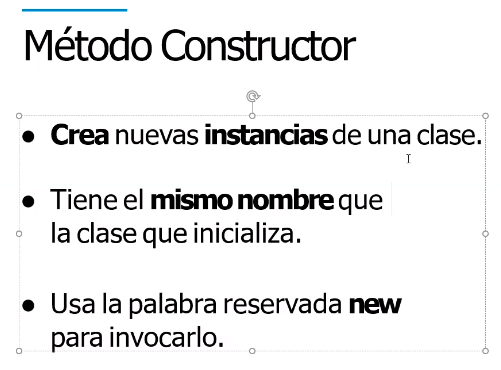 Método Constructor
● Crea nuevas instancias de una clase.
● Tiene el mismo nombre que
la clase que inicializa.
● Usa la palabra reservada new
para invocarlo.